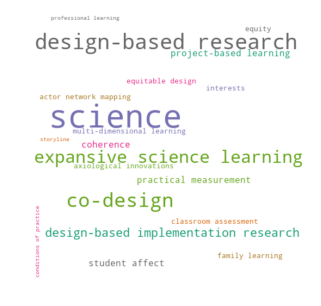 professional learning
equity
design-based research
project-based learning
equitable design
interests
actor network mapping
science
multi-dimensional learning
storyline
coherence
expansive science learning
axiological innovations
practical measurement
co-design
conditions of practice
classroom assessment
design-based implementation research
family learning
student affect